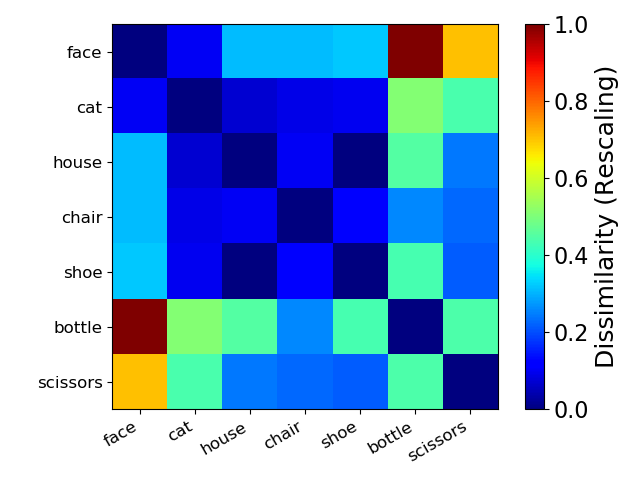 face
cat
house
chair
shoe
bottle
scissors
face
cat
house
chair
shoe
bottle
scissors
1.0
0.8
0.6
0.4
0.2
0.0
Dissimilarity (Rescaling)